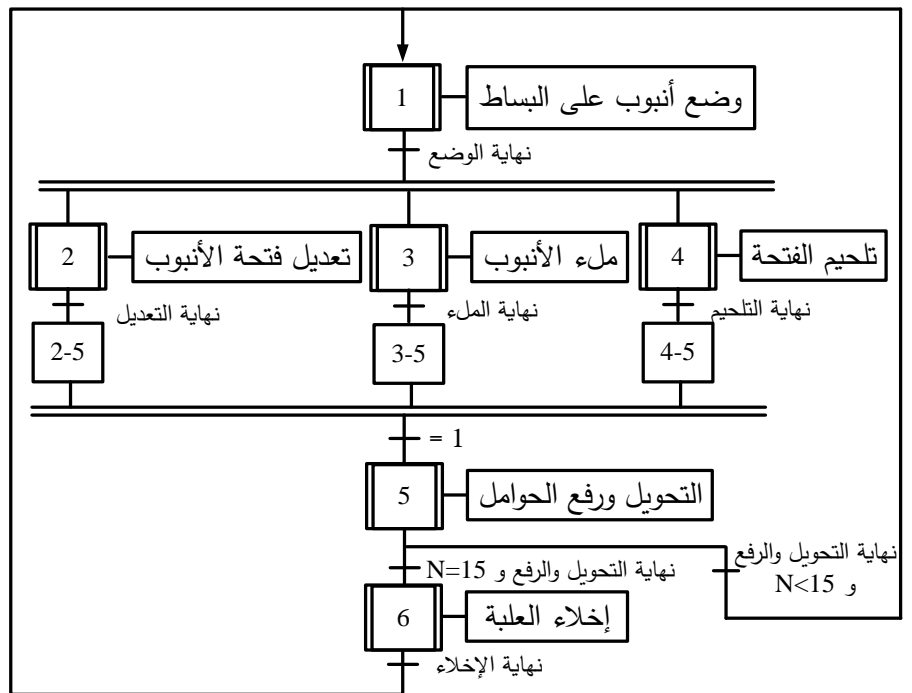 1
وضع أنبوب على البساط
نهاية الوضع
2
تعديل فتحة الأنبوب
3
ملء الأنبوب
4
تلحيم الفتحة
نهاية التعديل
نهاية الملء
نهاية التلحيم
2-5
3-5
4-5
= 1
5
التحويل ورفع الحوامل
نهاية التحويل والرفع و N=15
نهاية التحويل والرفع
و N<15
6
إخلاء العلبة
نهاية الإخلاء